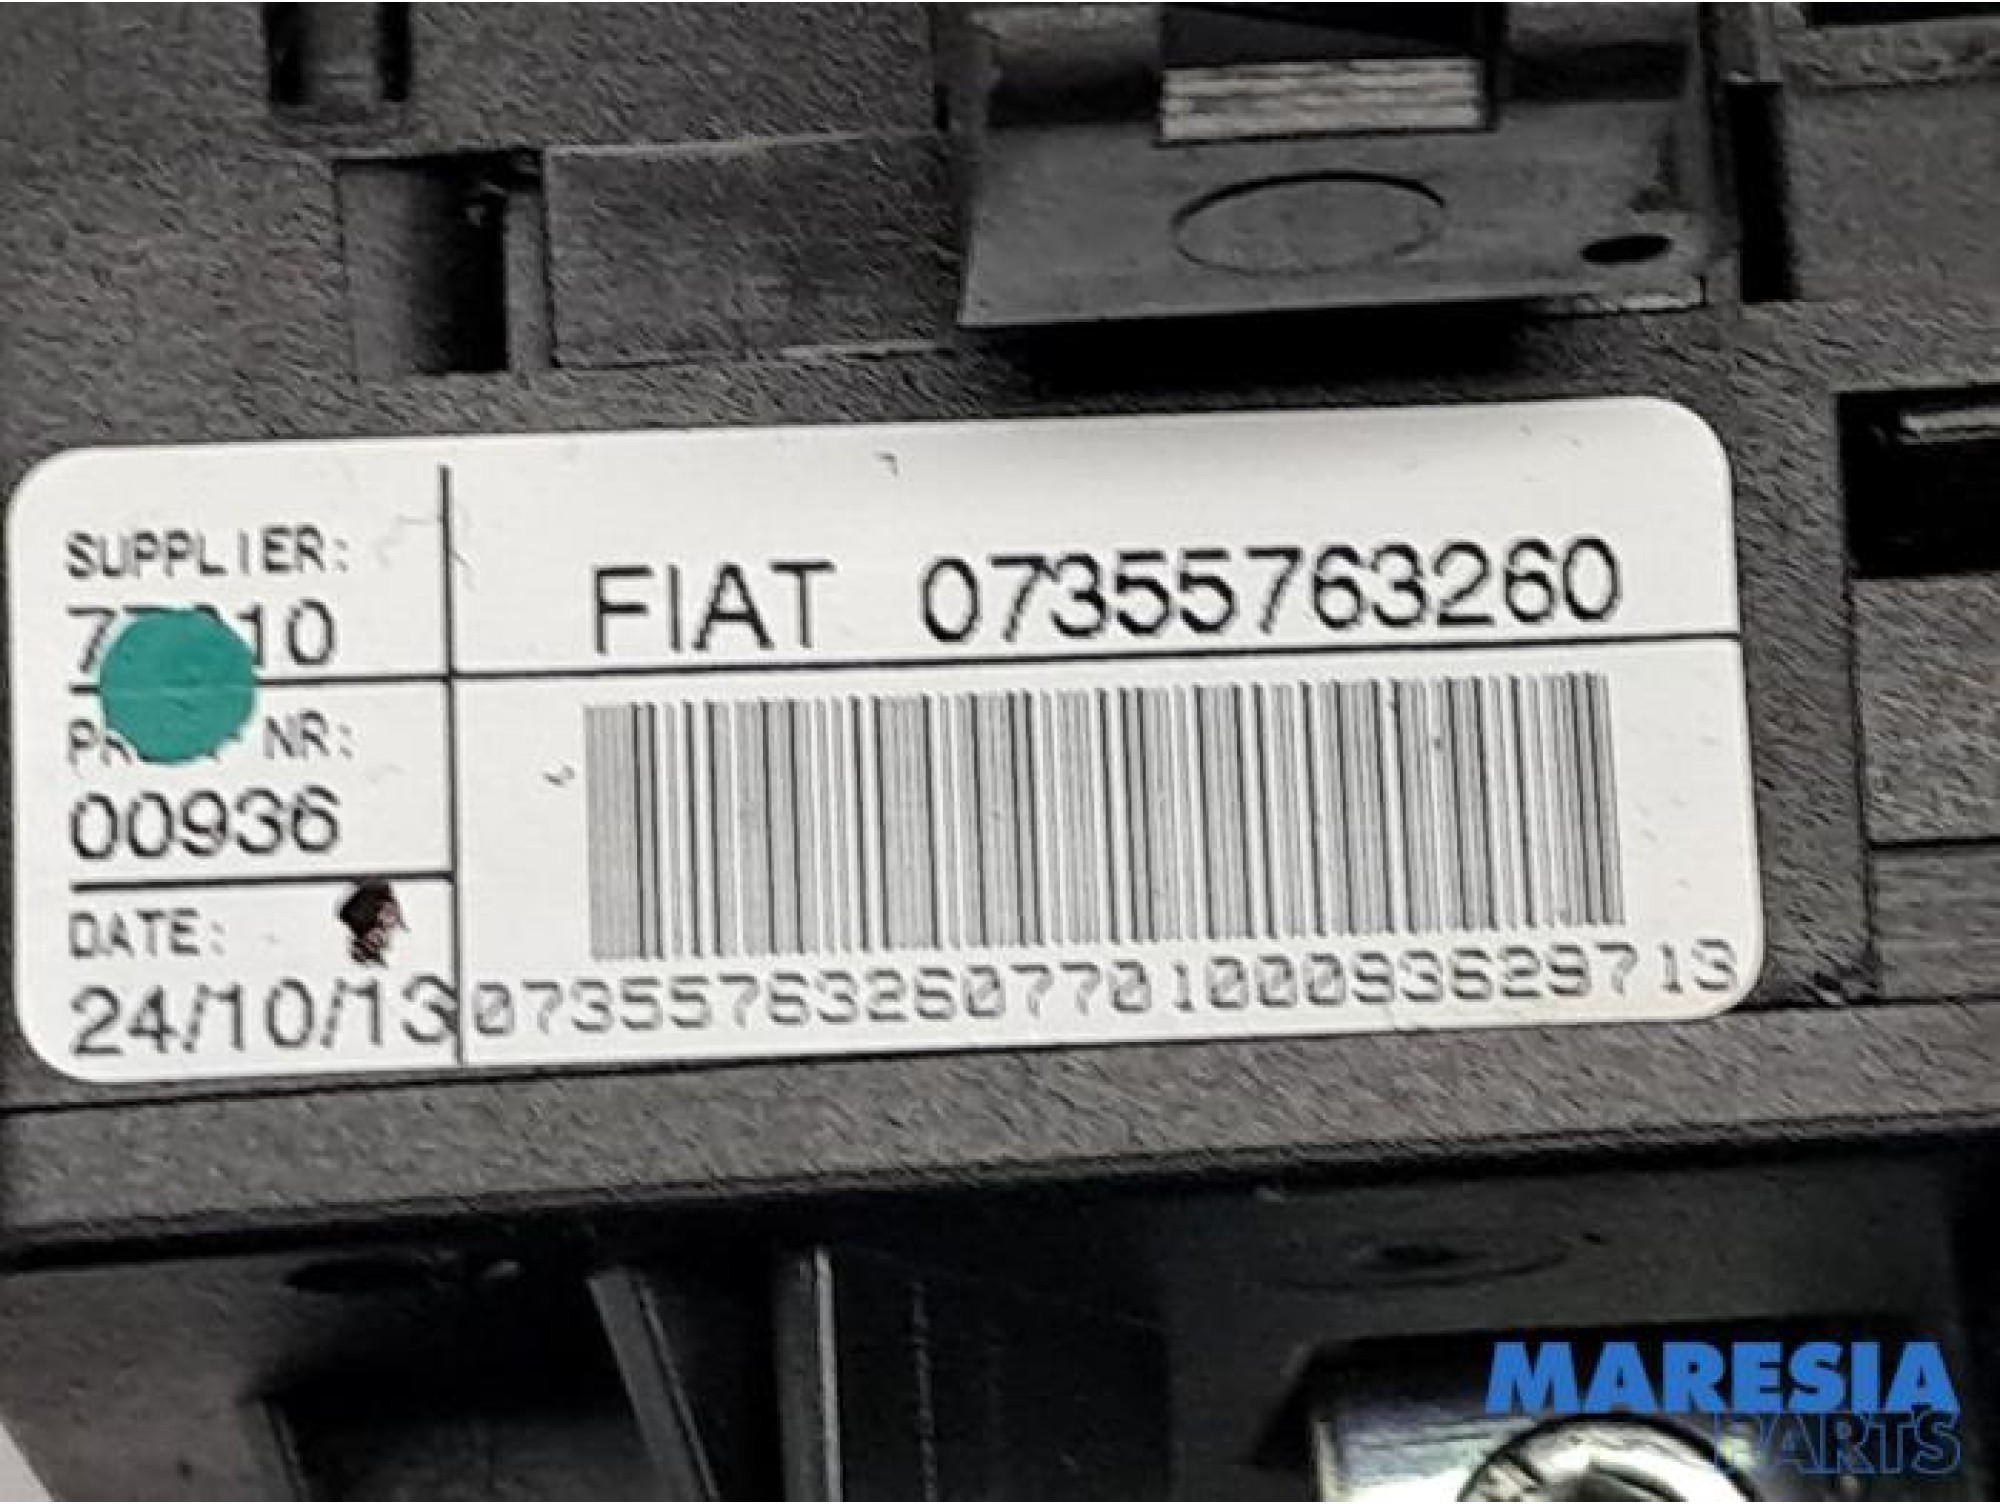 SUPPLIER:
FIAT 07355763260
NR:
00936
DATE:
24/10/13
07355763260770100093629713
MARESIA
PARTS